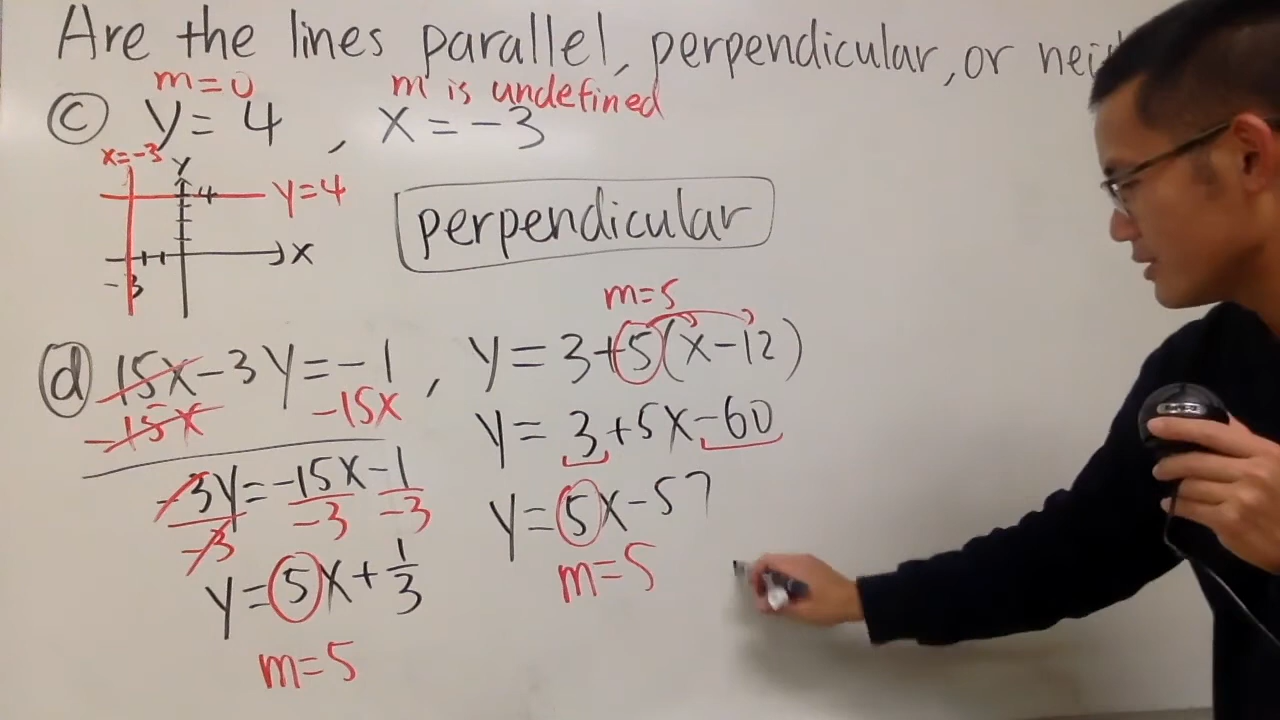 Are the lines parallel, perpendicular, or
m=0
m is undefined
ⓒ y=4 , x=-3
x=-3
y
4
y=4
x
-3
perpendicular
m=5
ⓓ 15x-3y=-1 , y=3+5(x-12)
-15x -15x
y=3+5x-60
-3y=-15x-1
-3 -3 -3
y=5x-57
y=5x+1/3
m=5
m=5